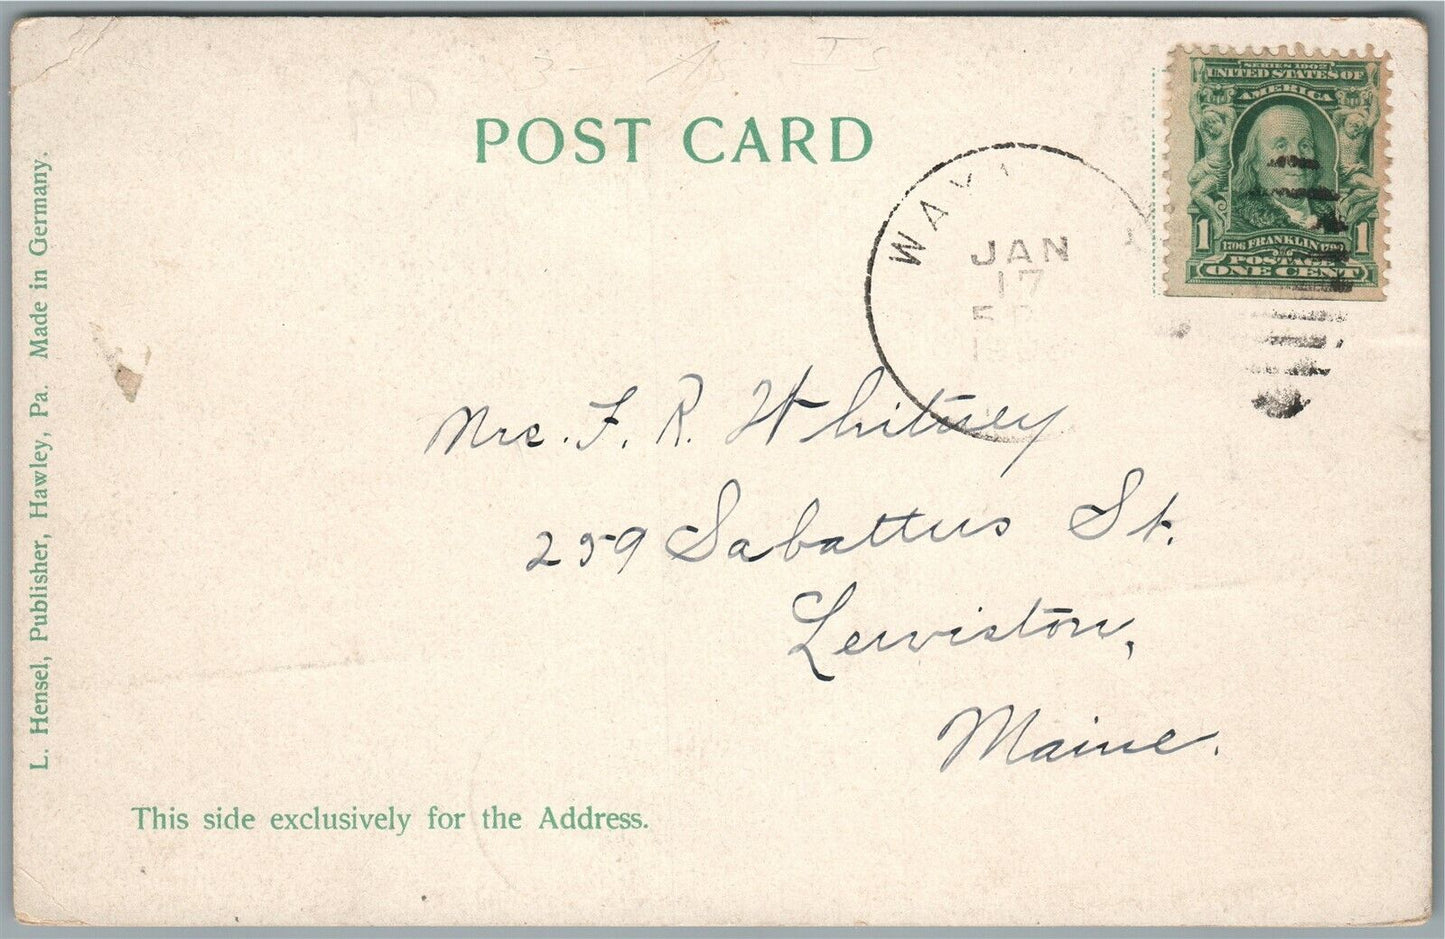 POST CARD
SERIES 1902
UNITED STATES OF
AMERICA
1 1706 FRANKLIN 1790 1
POSTAGE
ONE CENT
JAN
17
Mrs. F. R. Whitney
259 Sabattus St.
Lewiston,
Maine.
This side exclusively for the Address.
L. Hensel, Publisher, Hawley, Pa. Made in Germany.